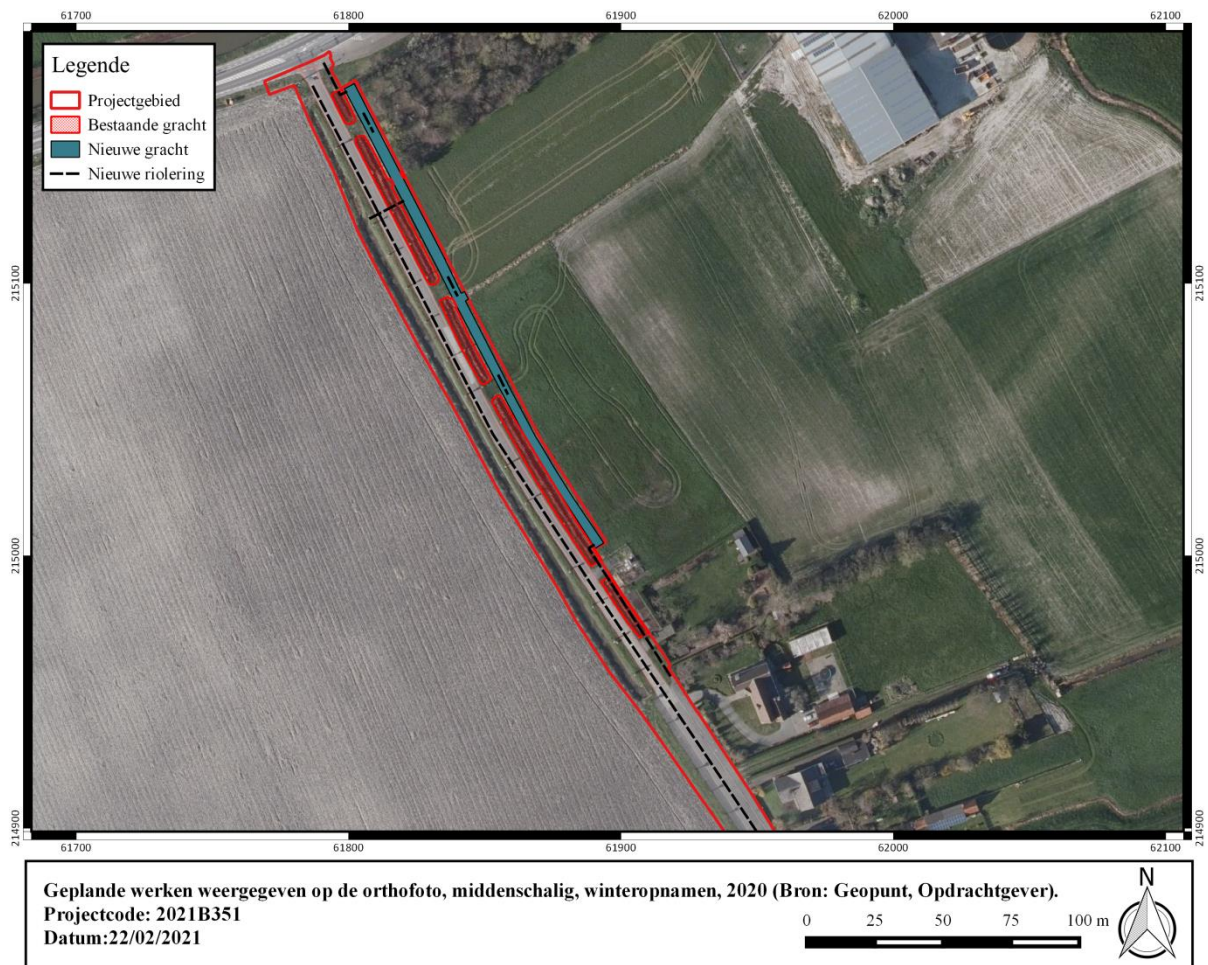 61700 61800 61900 62000 62100
Legende
Projectgebied
Bestaande gracht
Nieuwe gracht
Nieuwe riolering
215100 215100
215000 215000
214900 214900
61700 61800 61900 62000 62100
Geplande werken weergegeven op de orthofoto, middenschalig, winteropnamen, 2020 (Bron: Geopunt, Opdrachtgever).
Projectcode: 2021B351
Datum:22/02/2021
0 25 50 75 100 m
N